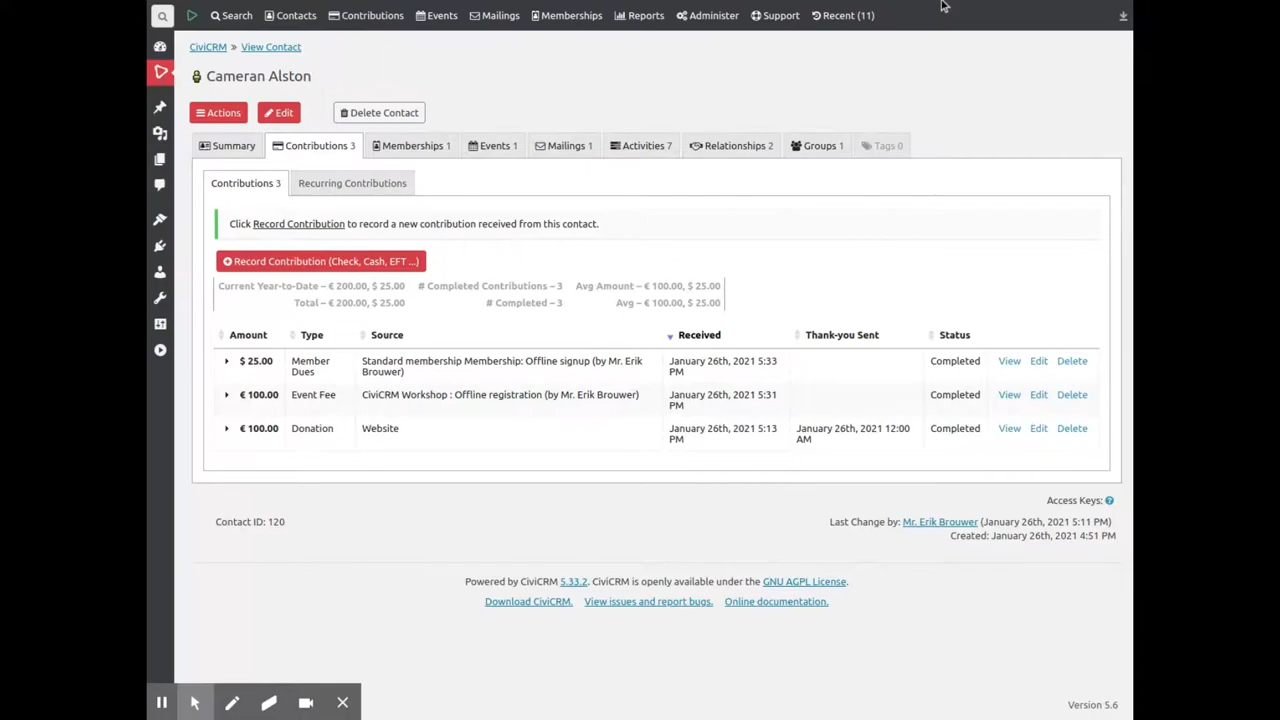 Search Contacts Contributions Events Mailings Memberships Reports Administer Support Recent (11)
CiviCRM » View Contact
Cameran Alston
Actions Edit Delete Contact
Summary Contributions 3 Memberships 1 Events 1 Mailings 1 Activities 7 Relationships 2 Groups 1 Tags 0
Contributions 3 Recurring Contributions
Click Record Contribution to record a new contribution received from this contact.
Record Contribution (Check, Cash, EFT ...)
Current Year-to-Date – € 200.00, $ 25.00 # Completed Contributions – 3 Avg Amount – € 100.00, $ 25.00
Total – € 200.00, $ 25.00 # Completed – 3 Avg – € 100.00, $ 25.00
Amount Type Source Received Thank-you Sent Status
$ 25.00 Member Dues Standard membership Membership: Offline signup (by Mr. Erik Brouwer) January 26th, 2021 5:33 PM Completed View Edit Delete
€ 100.00 Event Fee CiviCRM Workshop : Offline registration (by Mr. Erik Brouwer) January 26th, 2021 5:31 PM Completed View Edit Delete
€ 100.00 Donation Website January 26th, 2021 5:13 PM January 26th, 2021 12:00 AM Completed View Edit Delete
Access Keys:
Contact ID: 120 Last Change by: Mr. Erik Brouwer (January 26th, 2021 5:11 PM)
Created: January 26th, 2021 4:51 PM
Powered by CiviCRM 5.33.2. CiviCRM is openly available under the GNU AGPL License.
Download CiviCRM. View issues and report bugs. Online documentation.
Version 5.6